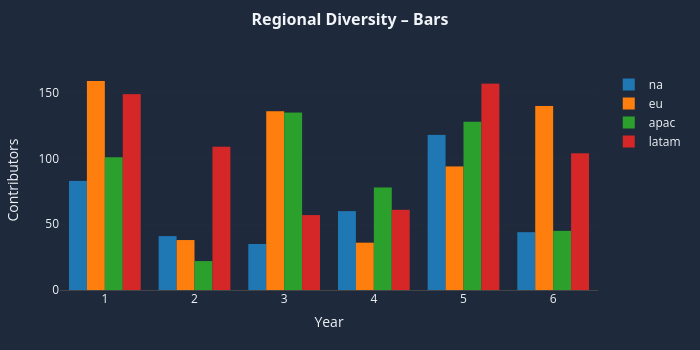 Regional Diversity – Bars
Contributors
150
100
50
0
1 2 3 4 5 6
Year
na
eu
apac
latam